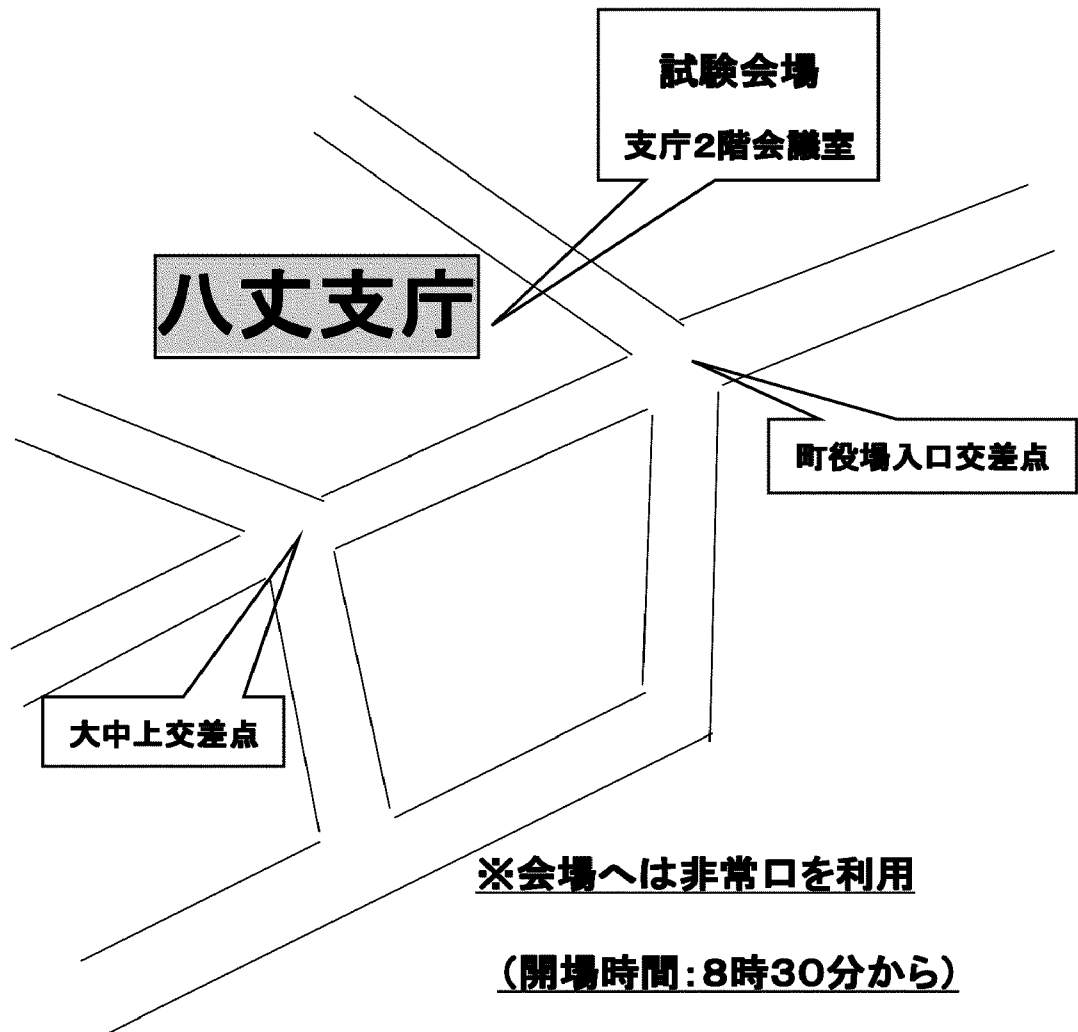 試験会場
支庁2階会議室
八丈支庁
町役場入口交差点
大中上交差点
※会場へは非常口を利用
（開場時間：8時30分から）